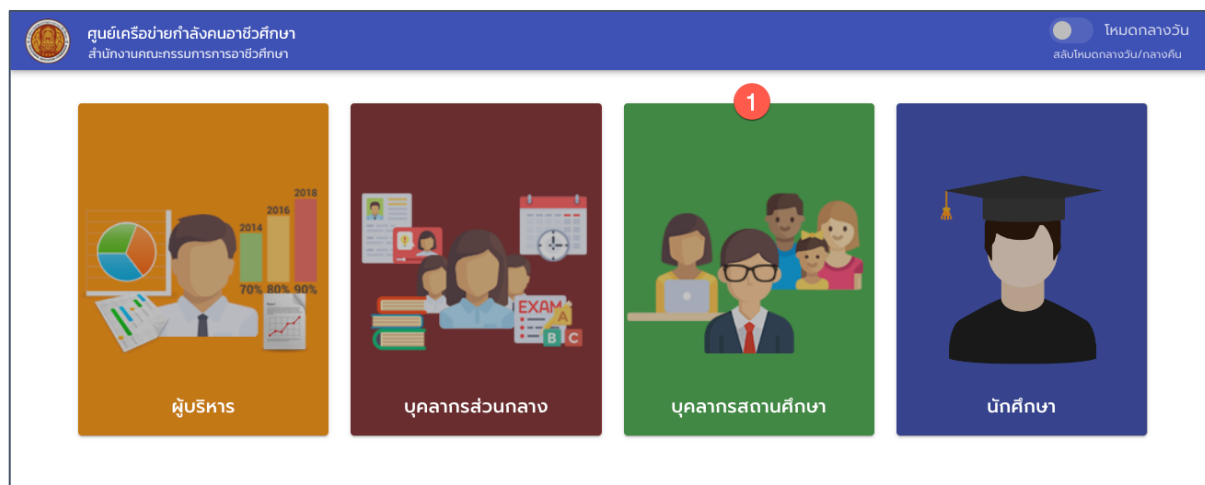 ศูนย์เครือข่ายกำลังคนอาชีวศึกษา
สำนักงานคณะกรรมการการอาชีวศึกษา
โหมดกลางวัน
สลับโหมดกลางวัน/กลางคืน
1
2018
2016
2014
70% 80% 90%
EXAM
A
B C
ผู้บริหาร
บุคลากรส่วนกลาง
บุคลากรสถานศึกษา
นักศึกษา